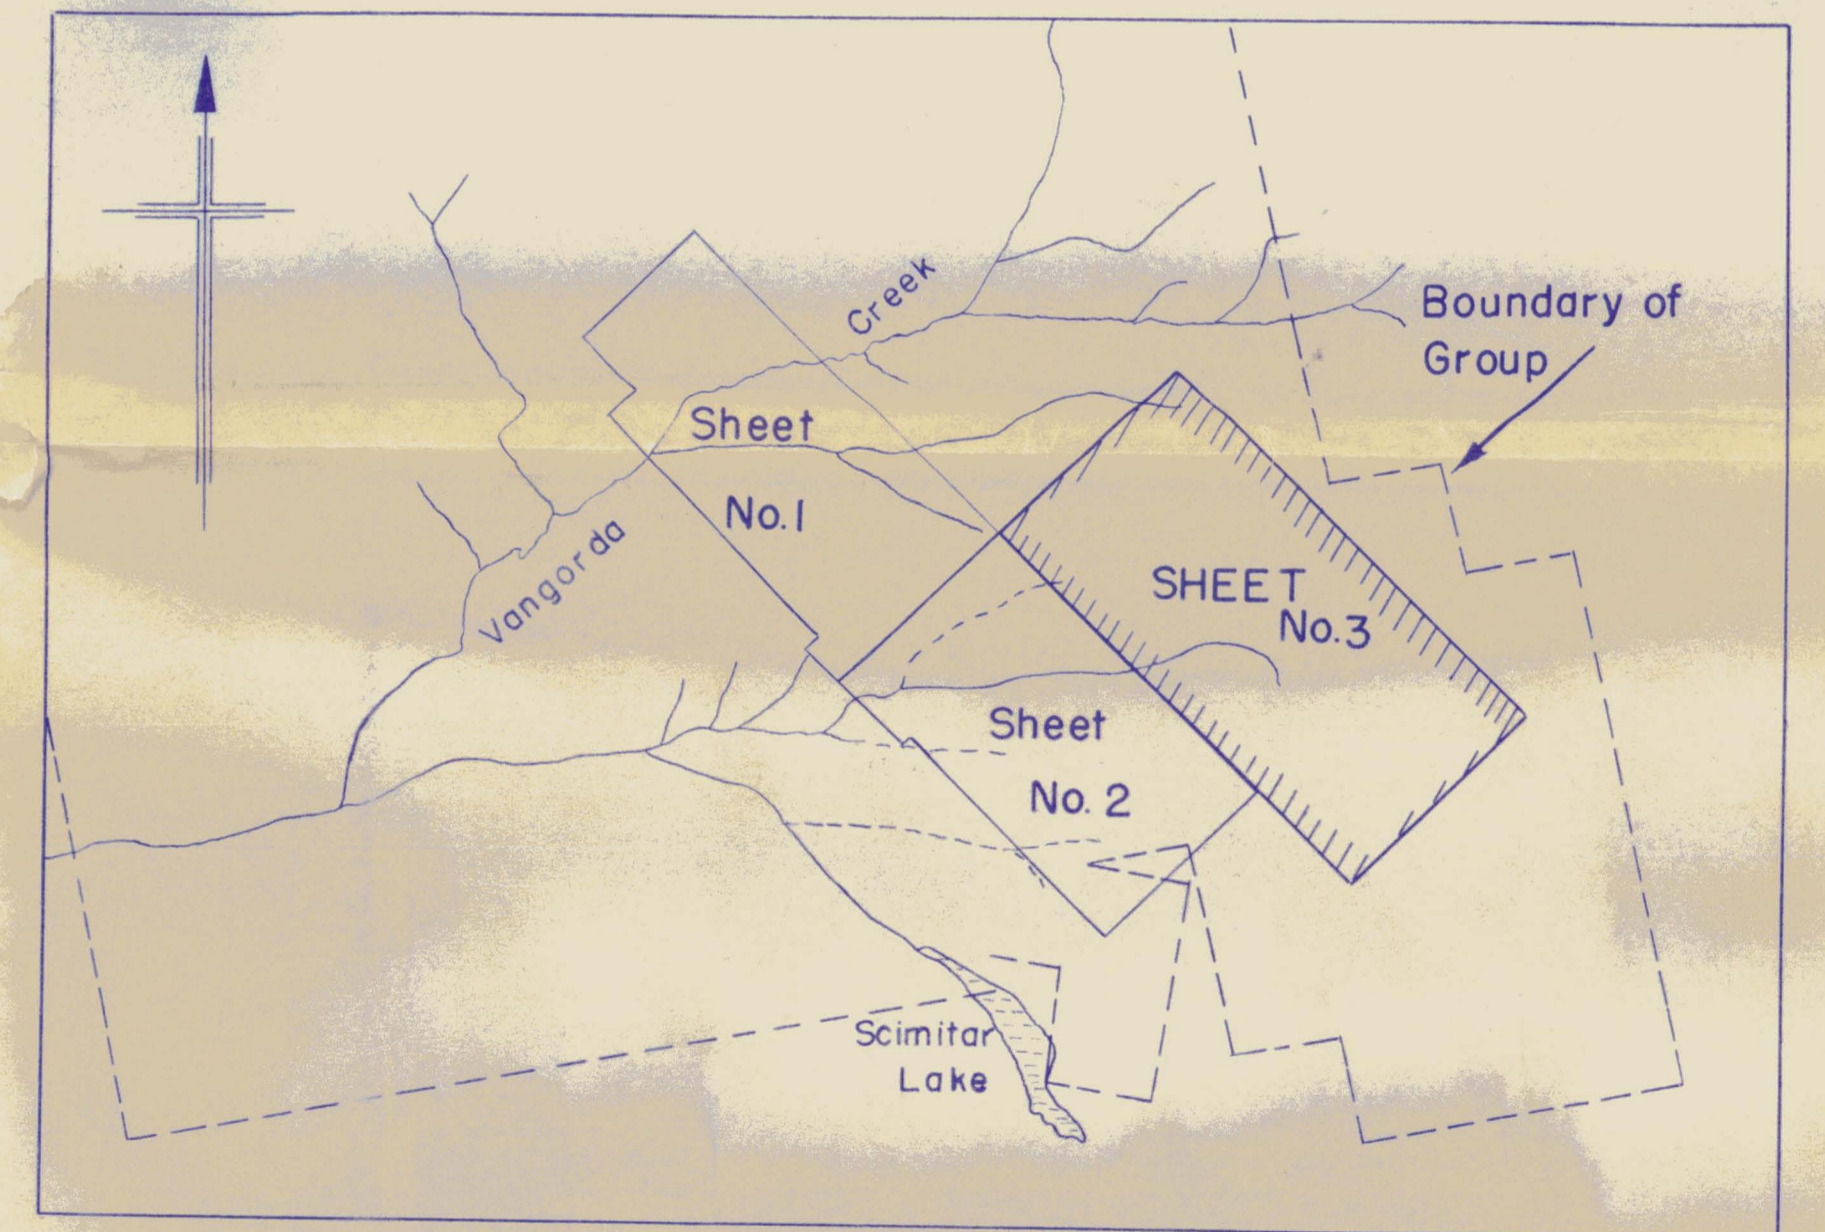 Creek
Boundary of
Group
Sheet
No. 1
Vangorda
SHEET
No. 3
Sheet
No. 2
Scimitar
Lake